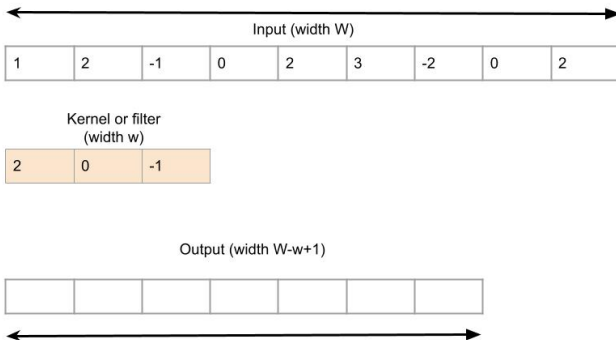 Input (width W)
1 2 -1 0 2 3 -2 0 2
Kernel or filter
(width w)
2 0 -1
Output (width W-w+1)